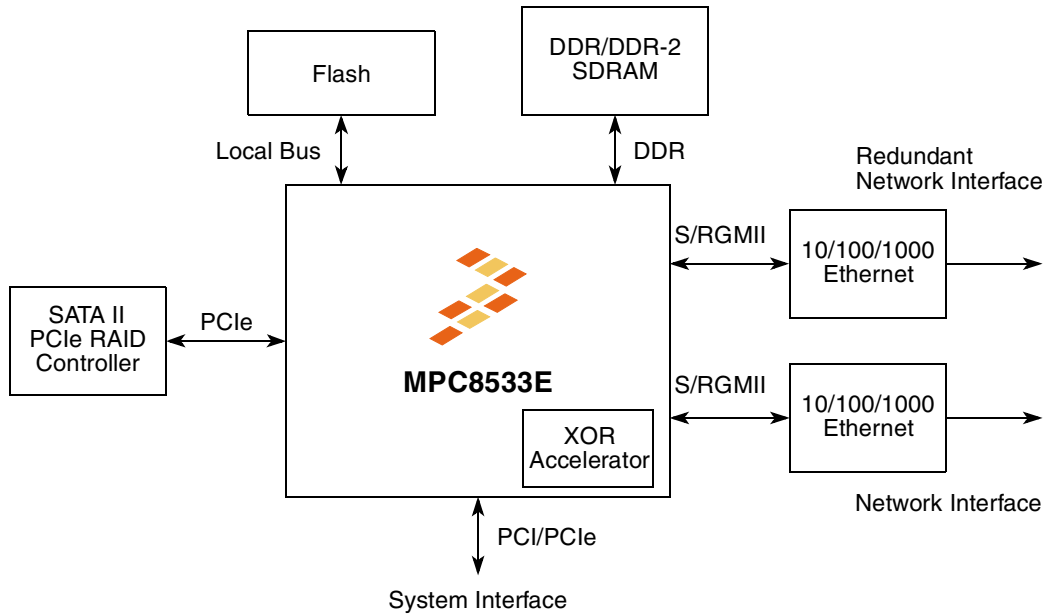 Flash
DDR/DDR-2
SDRAM
Local Bus
DDR
Redundant
Network Interface
S/RGMII
10/100/1000
Ethernet
SATA II
PCIe RAID
Controller
PCIe
MPC8533E
S/RGMII
10/100/1000
Ethernet
XOR
Accelerator
Network Interface
PCI/PCIe
System Interface